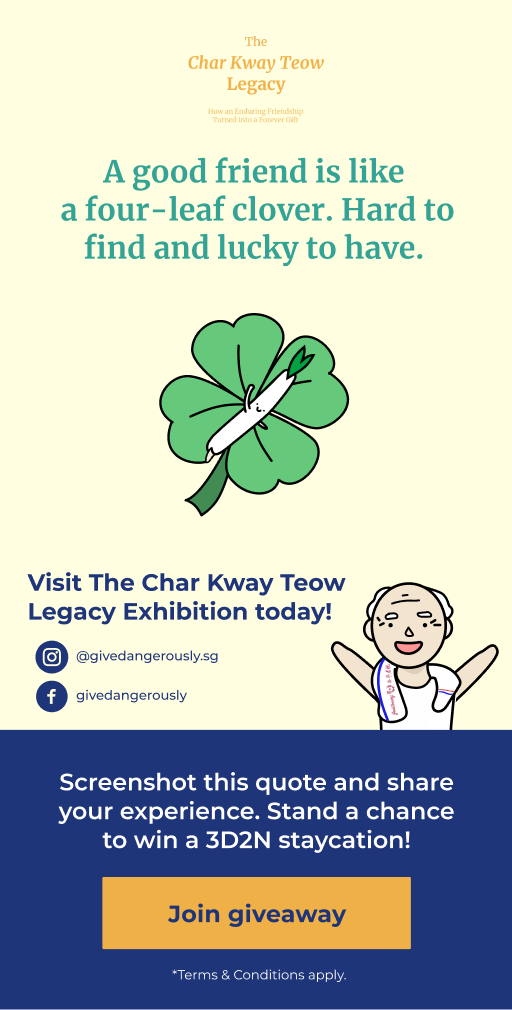 The
Char Kway Teow
Legacy
How an Enduring Friendship
Turned into a Forever Gift
A good friend is like
a four-leaf clover. Hard to
find and lucky to have.
Visit The Char Kway Teow
Legacy Exhibition today!
@givedangerously.sg
givedangerously
Screenshot this quote and share
your experience. Stand a chance
to win a 3D2N staycation!
Join giveaway
*Terms & Conditions apply.